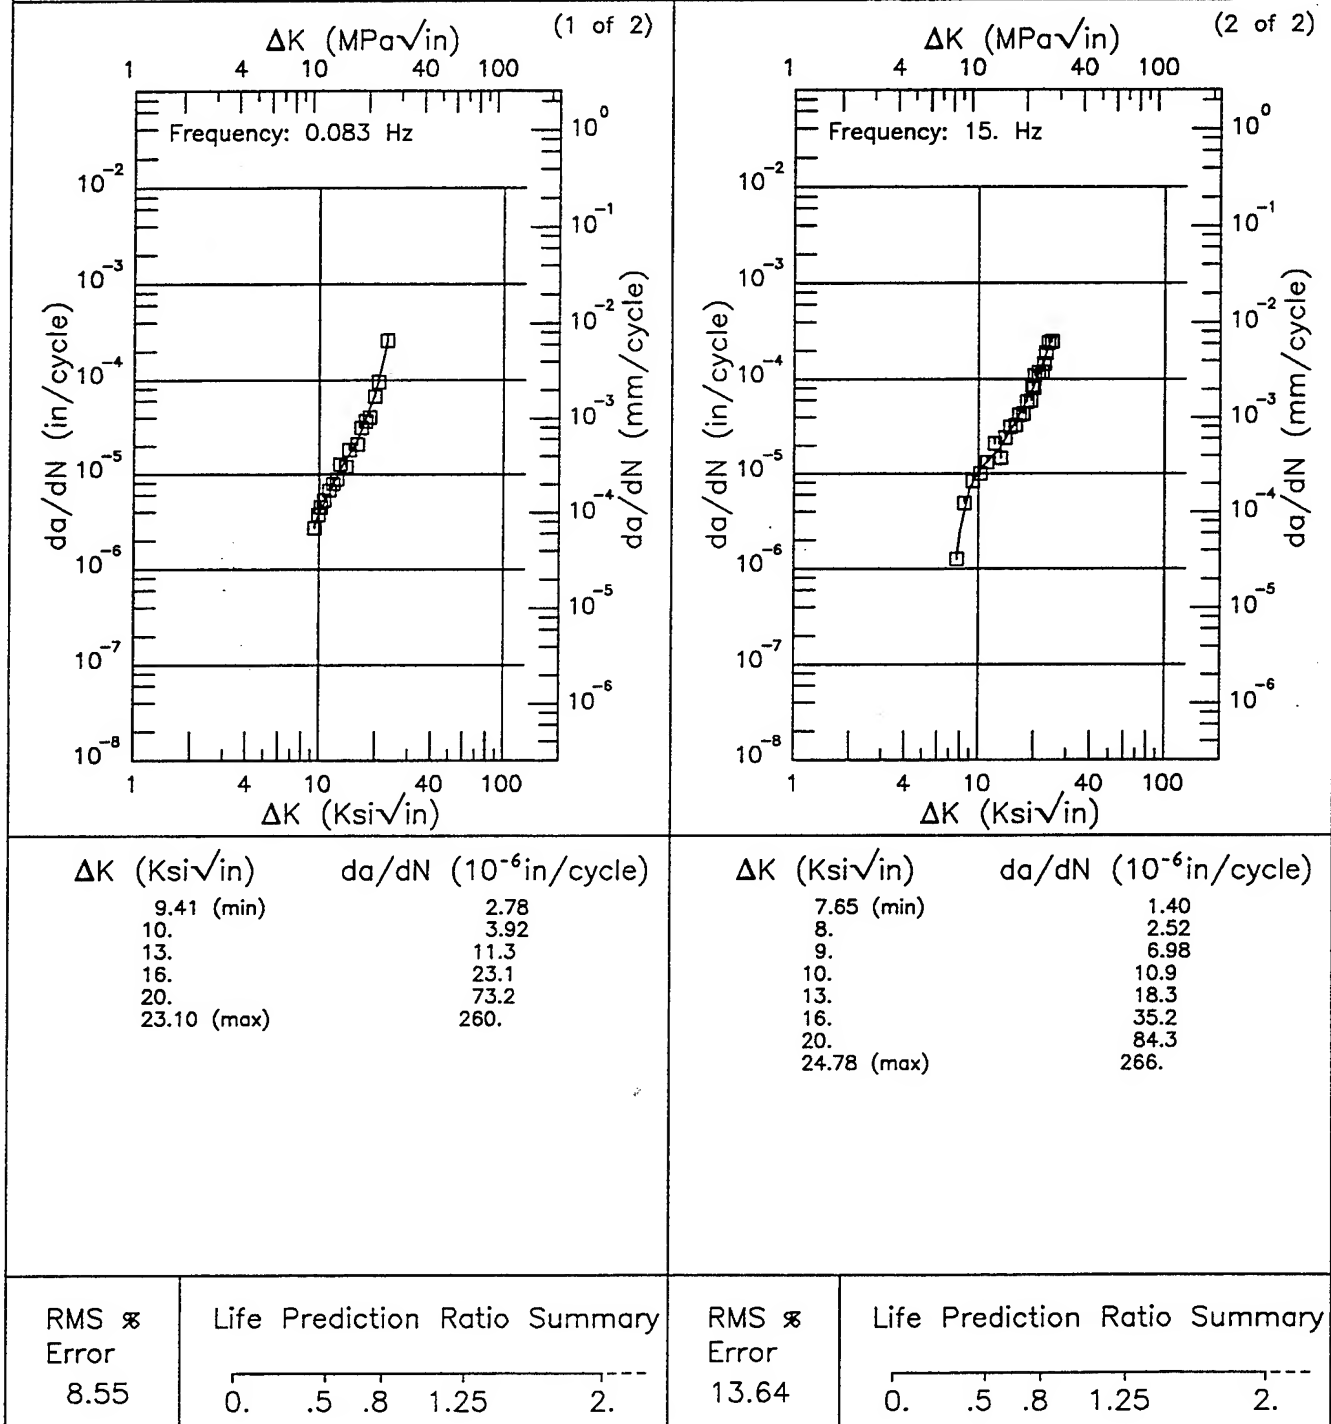 (1 of 2)
ΔK (MPa√in)
1 4 10 40 100
Frequency: 0.083 Hz
10⁰
10⁻²
10⁻¹
10⁻³
10⁻²
10⁻⁴
10⁻³
10⁻⁵
10⁻⁴
10⁻⁶
10⁻⁵
10⁻⁷
10⁻⁶
10⁻⁸
da/dN (in/cycle)
da/dN (mm/cycle)
1 4 10 40 100
ΔK (Ksi√in)
ΔK (Ksi√in) da/dN (10⁻⁶in/cycle)
9.41 (min) 2.78
10. 3.92
13. 11.3
16. 23.1
20. 73.2
23.10 (max) 260.
RMS % Error
8.55
Life Prediction Ratio Summary
0. .5 .8 1.25 2.
(2 of 2)
ΔK (MPa√in)
1 4 10 40 100
Frequency: 15. Hz
10⁰
10⁻²
10⁻¹
10⁻³
10⁻²
10⁻⁴
10⁻³
10⁻⁵
10⁻⁴
10⁻⁶
10⁻⁵
10⁻⁷
10⁻⁶
10⁻⁸
da/dN (in/cycle)
da/dN (mm/cycle)
1 4 10 40 100
ΔK (Ksi√in)
ΔK (Ksi√in) da/dN (10⁻⁶in/cycle)
7.65 (min) 1.40
8. 2.52
9. 6.98
10. 10.9
13. 18.3
16. 35.2
20. 84.3
24.78 (max) 266.
RMS % Error
13.64
Life Prediction Ratio Summary
0. .5 .8 1.25 2.